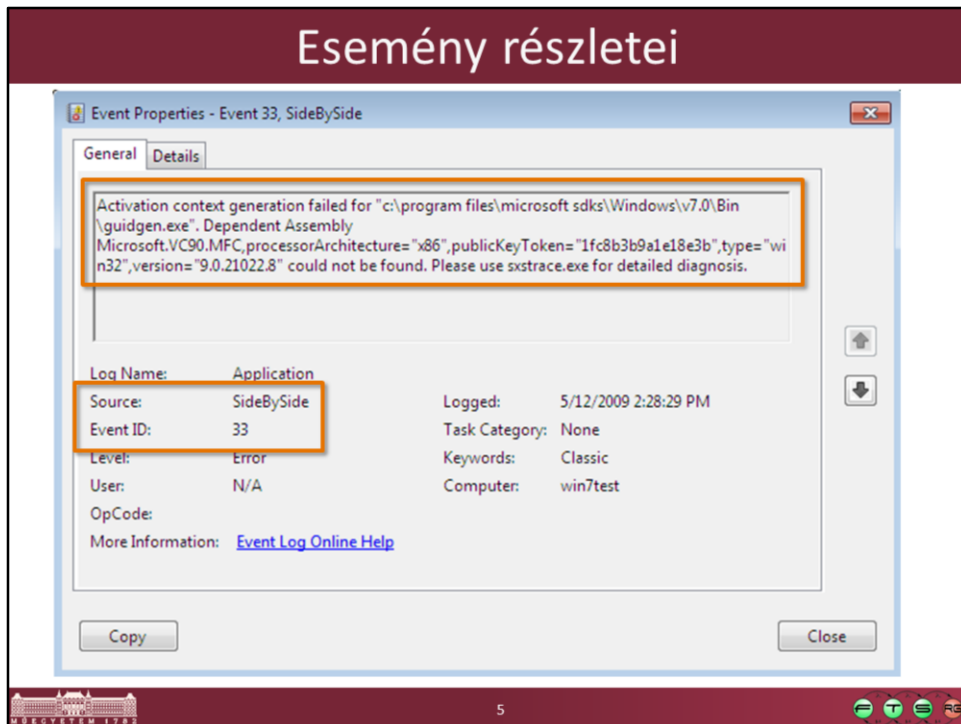 Esemény részletei
Event Properties - Event 33, SideBySide
General Details
Activation context generation failed for "c:\program files\microsoft sdks\Windows\v7.0\Bin
\guidgen.exe". Dependent Assembly
Microsoft.VC90.MFC,processorArchitecture="x86",publicKeyToken="1fc8b3b9a1e18e3b",type="wi
n32",version="9.0.21022.8" could not be found. Please use sxstrace.exe for detailed diagnosis.
Log Name: Application
Source: SideBySide Logged: 5/12/2009 2:28:29 PM
Event ID: 33 Task Category: None
Level: Error Keywords: Classic
User: N/A Computer: win7test
OpCode:
More Information: Event Log Online Help
Copy Close
MŰEGYETEM 1782
5
F T S RG